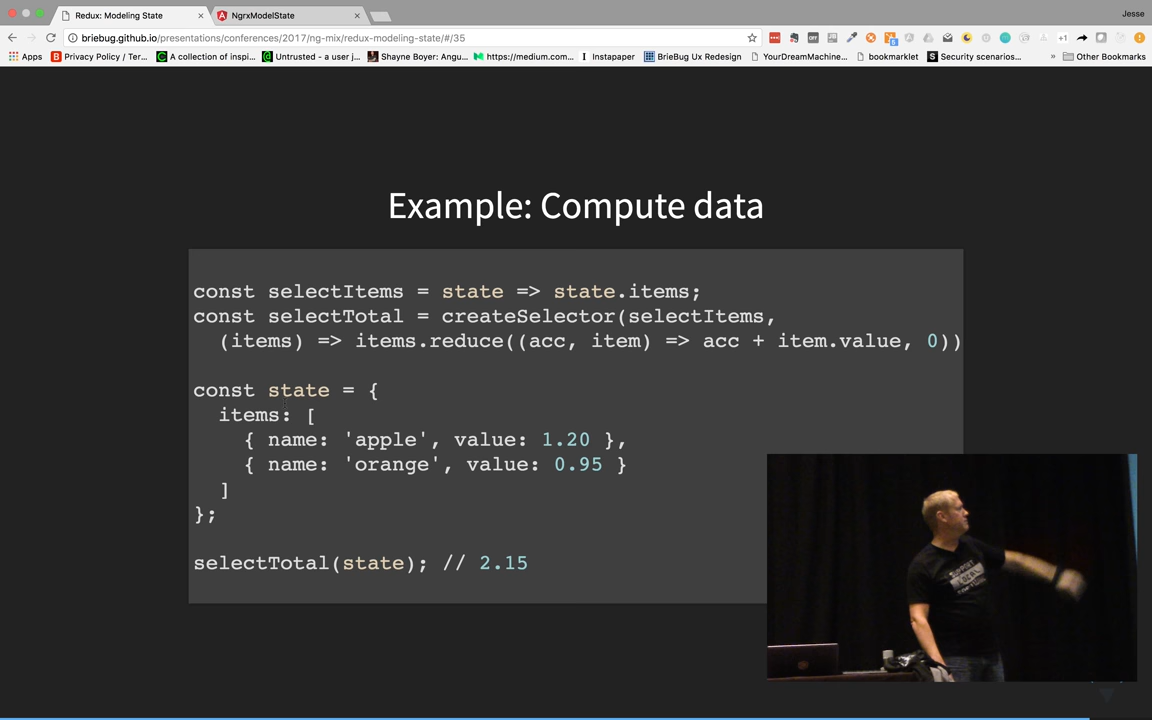 Redux: Modeling State
NgrxModelState
Jesse
briebug.github.io/presentations/conferences/2017/ng-mix/redux-modeling-state/#/35
Apps
Privacy Policy / Ter...
A collection of inspi...
Untrusted - a user j...
Shayne Boyer: Angu...
https://medium.com...
Instapaper
BrieBug Ux Redesign
YourDreamMachine...
bookmarklet
Security scenarios...
»
Other Bookmarks
Example: Compute data
const selectItems = state => state.items;
const selectTotal = createSelector(selectItems,
(items) => items.reduce((acc, item) => acc + item.value, 0))
const state = {
items: [
{ name: 'apple', value: 1.20 },
{ name: 'orange', value: 0.95 }
]
};
selectTotal(state); // 2.15
SUPPORT
LOCAL